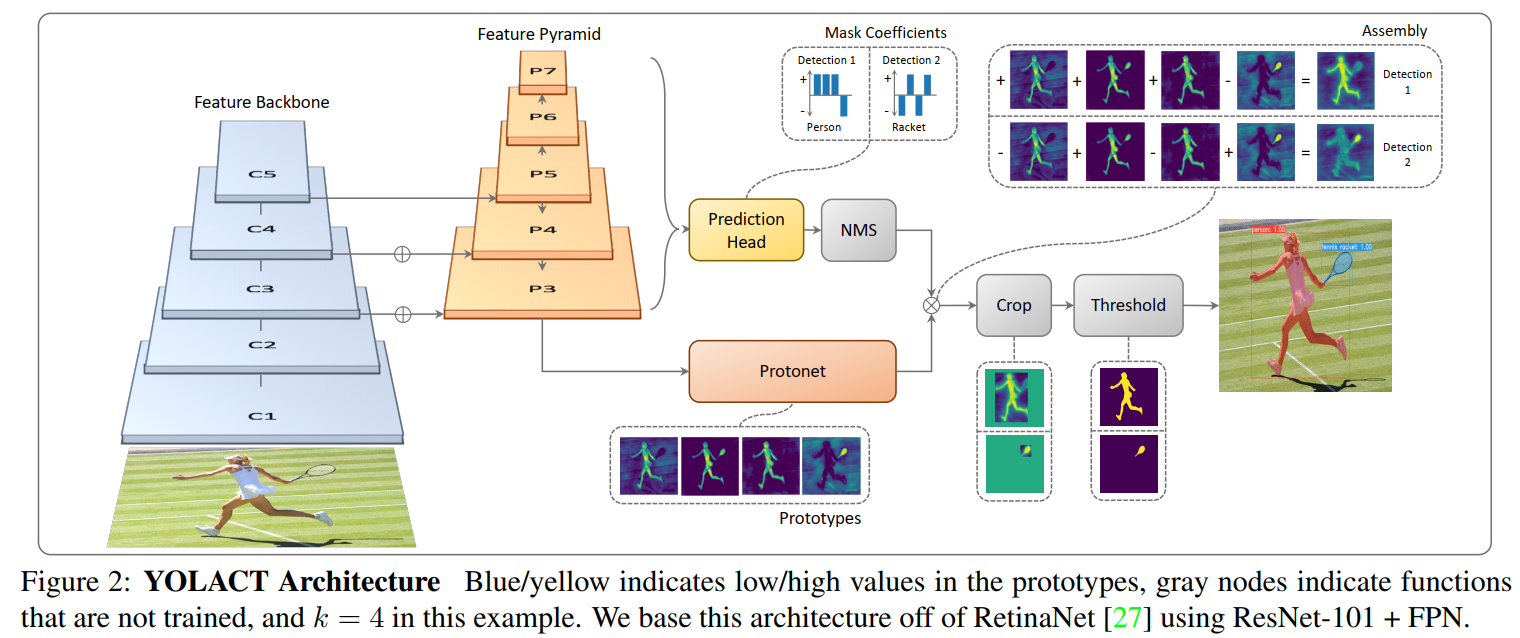 Feature Backbone
C5
C4
C3
C2
C1
Feature Pyramid
P7
P6
P5
P4
P3
Mask Coefficients
Detection 1
+
-
Person
Detection 2
+
-
Racket
Prediction
Head
NMS
Protonet
Prototypes
Assembly
+ + + - =
Detection
1
- + - + =
Detection
2
Crop
Threshold
person: 1.00
tennis racket: 1.00
Figure 2: YOLACT Architecture Blue/yellow indicates low/high values in the prototypes, gray nodes indicate functions
that are not trained, and k = 4 in this example. We base this architecture off of RetinaNet [27] using ResNet-101 + FPN.